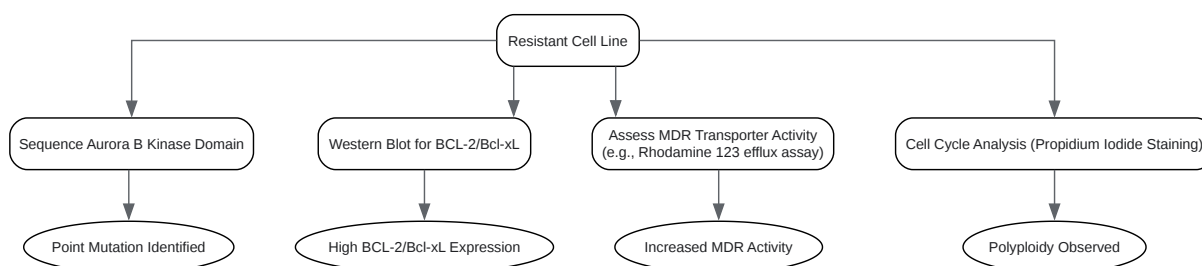 Resistant Cell Line
Sequence Aurora B Kinase Domain
Western Blot for BCL-2/Bcl-xL
Assess MDR Transporter Activity
(e.g., Rhodamine 123 efflux assay)
Cell Cycle Analysis (Propidium Iodide Staining)
Point Mutation Identified
High BCL-2/Bcl-xL Expression
Increased MDR Activity
Polyploidy Observed